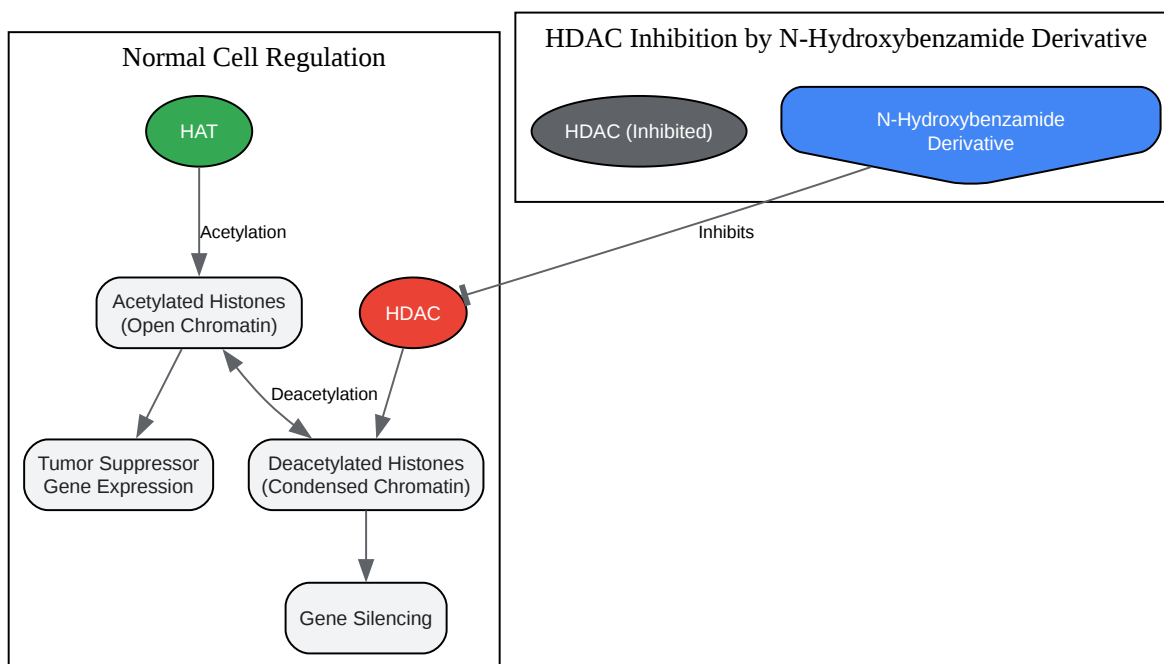 Normal Cell Regulation
HAT
Acetylation
Acetylated Histones
(Open Chromatin)
HDAC
Deacetylation
Tumor Suppressor
Gene Expression
Deacetylated Histones
(Condensed Chromatin)
Gene Silencing
HDAC Inhibition by N-Hydroxybenzamide Derivative
HDAC (Inhibited)
N-Hydroxybenzamide
Derivative
Inhibits